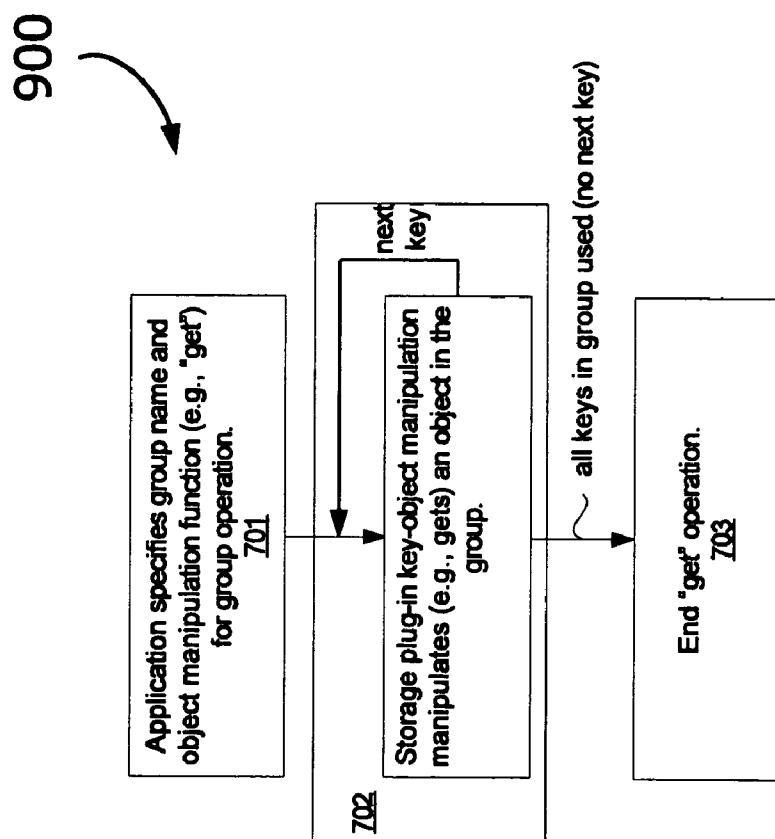 900
Application specifies group name and
object manipulation function (e.g., "get")
for group operation.
701
next
key
702
Storage plug-in key-object manipulation
manipulates (e.g., gets) an object in the
group.
all keys in group used (no next key)
End "get" operation.
703